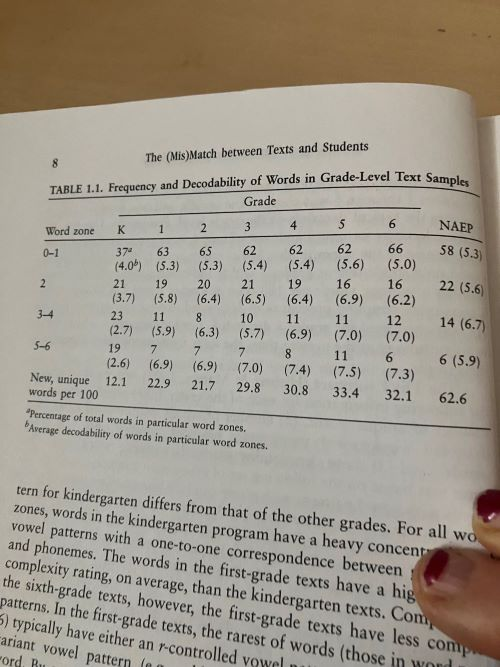 8 The (Mis)Match between Texts and Students
TABLE 1.1. Frequency and Decodability of Words in Grade-Level Text Samples
Grade
Word zone K 1 2 3 4 5 6 NAEP
0–1 37a 63 65 62 62 62 66 58 (5.3)
(4.0b) (5.3) (5.3) (5.4) (5.4) (5.6) (5.0)
2 21 19 20 21 19 16 16 22 (5.6)
(3.7) (5.8) (6.4) (6.5) (6.4) (6.9) (6.2)
3–4 23 11 8 10 11 11 12 14 (6.7)
(2.7) (5.9) (6.3) (5.7) (6.9) (7.0) (7.0)
5–6 19 7 7 7 8 11 6 6 (5.9)
(2.6) (6.9) (6.9) (7.0) (7.4) (7.5) (7.3)
New, unique 12.1 22.9 21.7 29.8 30.8 33.4 32.1 62.6
words per 100
aPercentage of total words in particular word zones.
bAverage decodability of words in particular word zones.
tern for kindergarten differs from that of the other grades. For all wo
zones, words in the kindergarten program have a heavy concent
vowel patterns with a one-to-one correspondence between
and phonemes. The words in the first-grade texts have a hig
complexity rating, on average, than the kindergarten texts. Com
the sixth-grade texts, however, the first-grade texts have less comp
patterns. In the first-grade texts, the rarest of words (those in word
6) typically have either an r-controlled vowel
ariant vowel pattern